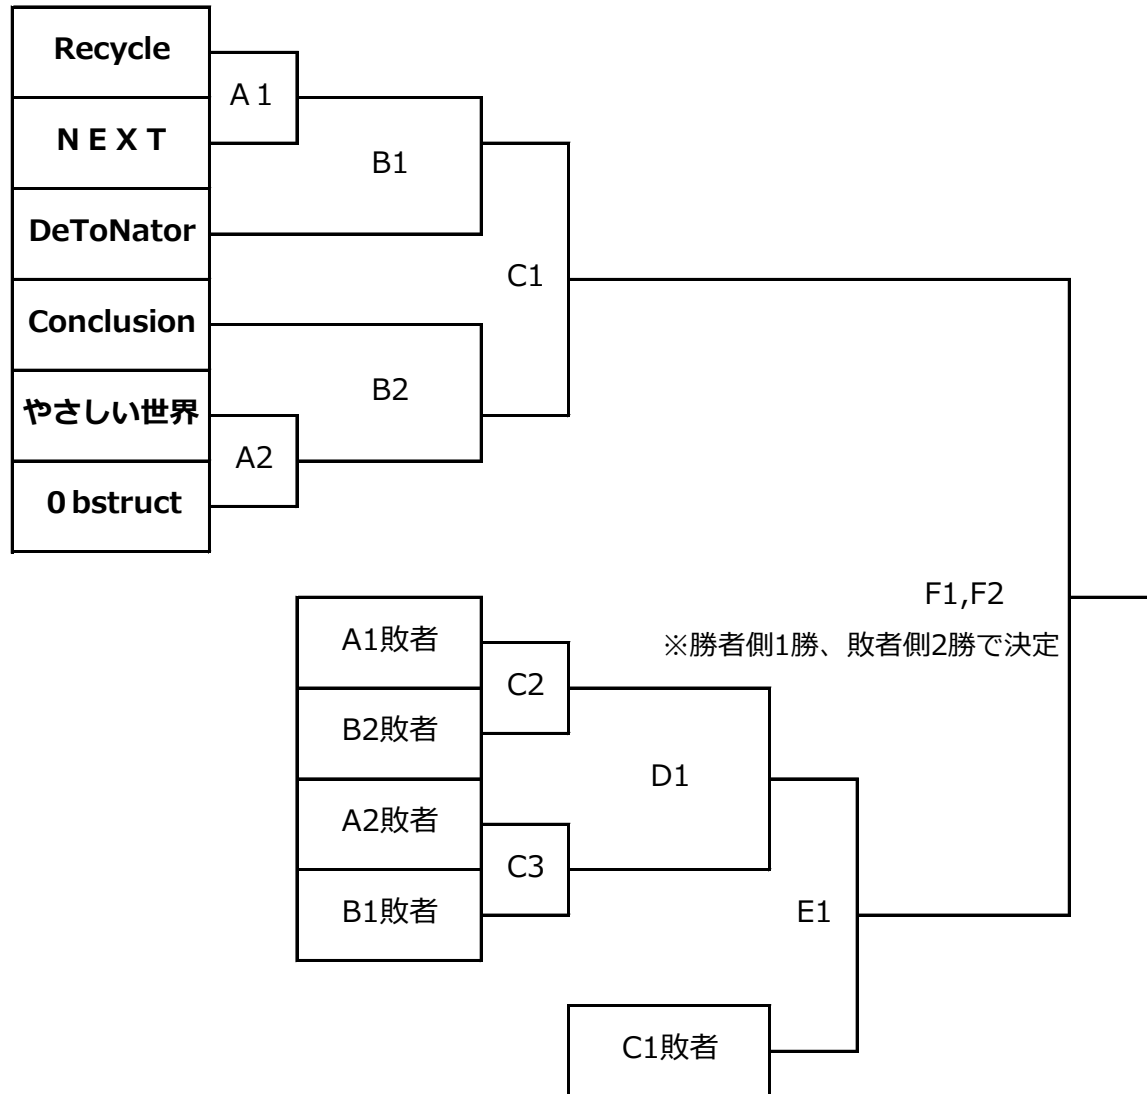 Recycle
A１
ＮＥＸＴ
B1
DeToNator
C1
Conclusion
B2
やさしい世界
A2
０bstruct
F1,F2
※勝者側1勝、敗者側2勝で決定
A1敗者
C2
B2敗者
D1
A2敗者
C3
B1敗者
E1
C1敗者